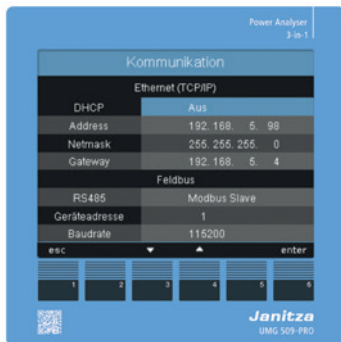 Power Analyser
3-in-1
Kommunikation
Ethernet (TCP/IP)
DHCP Aus
Address 192. 168. 5. 98
Netmask 255. 255. 255. 0
Gateway 192. 168. 5. 4
Feldbus
RS485 Modbus Slave
Geräteadresse 1
Baudrate 115200
esc ▼ ▲ enter
1 2 3 4 5 6
Janitza
UMG 509-PRO